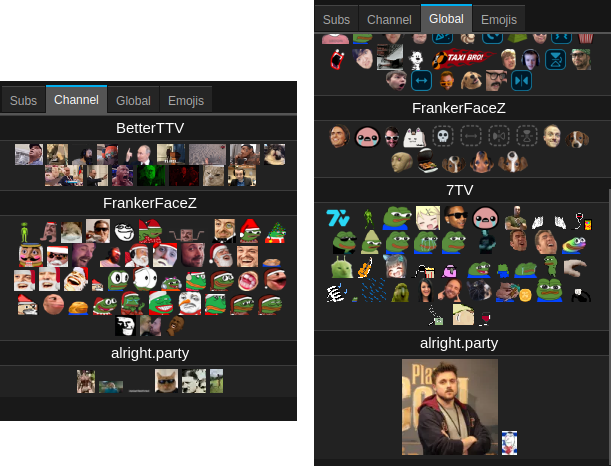 Subs Channel Global Emojis
BetterTTV
FrankerFaceZ
alright.party
Subs Channel Global Emojis
TAXI BRO!
FrankerFaceZ
7TV
alright.party